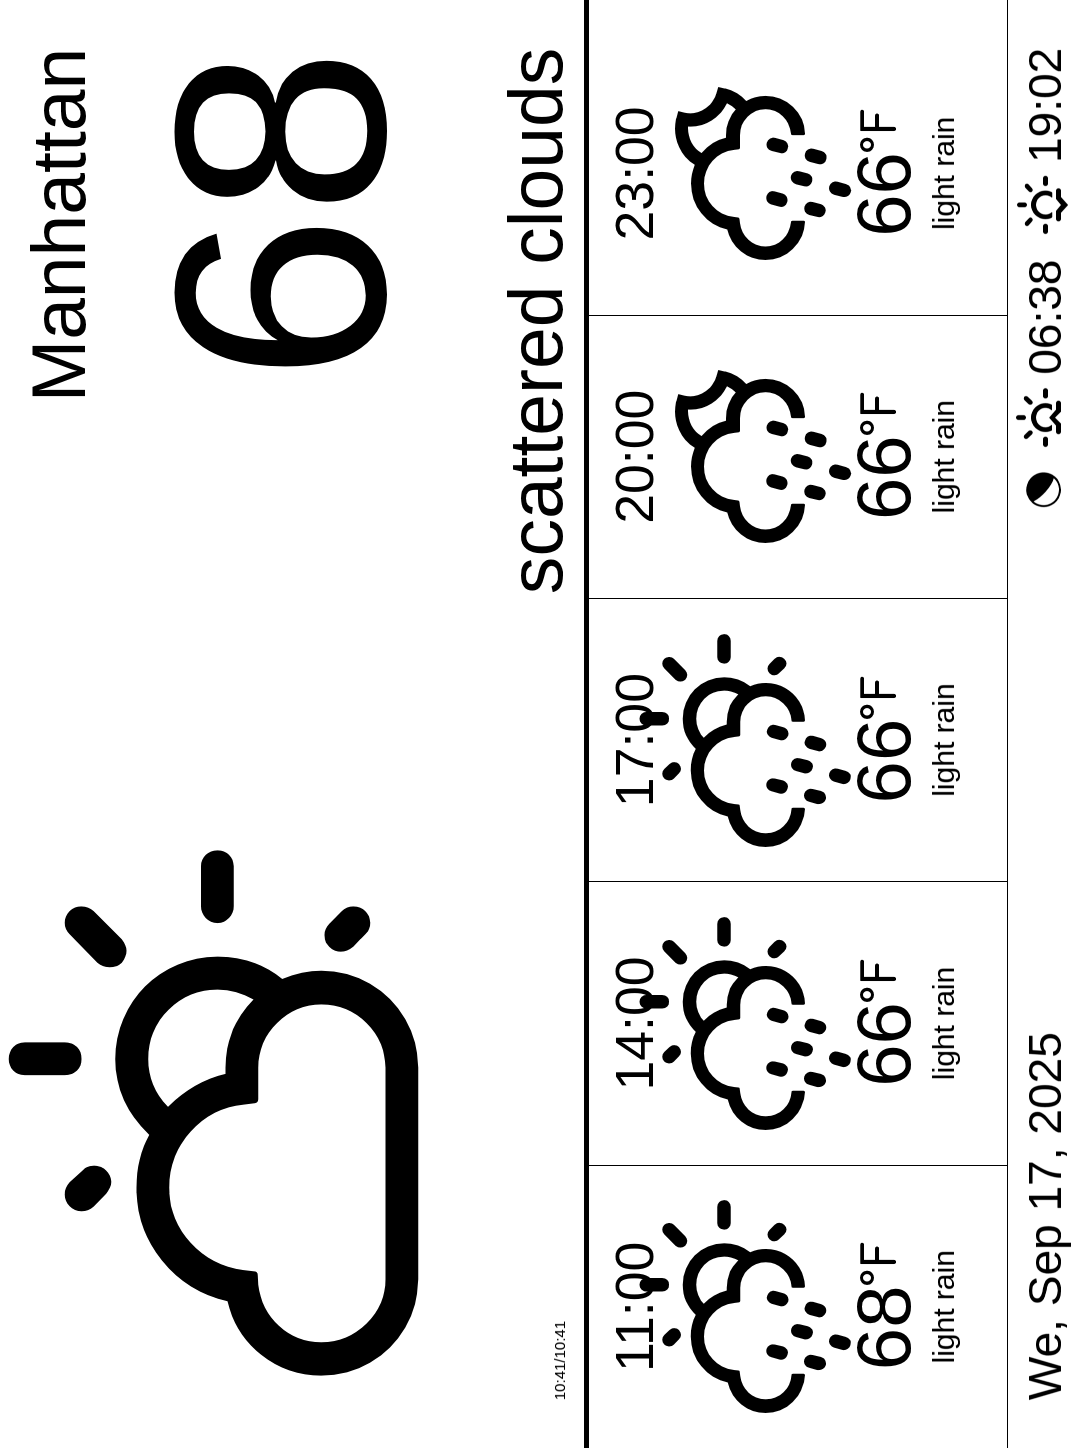 Manhattan
68
scattered clouds
10:41/10:41
11:00 14:00 17:00 20:00 23:00
68°F 66°F 66°F 66°F 66°F
light rain light rain light rain light rain light rain
We, Sep 17, 2025 06:38 19:02